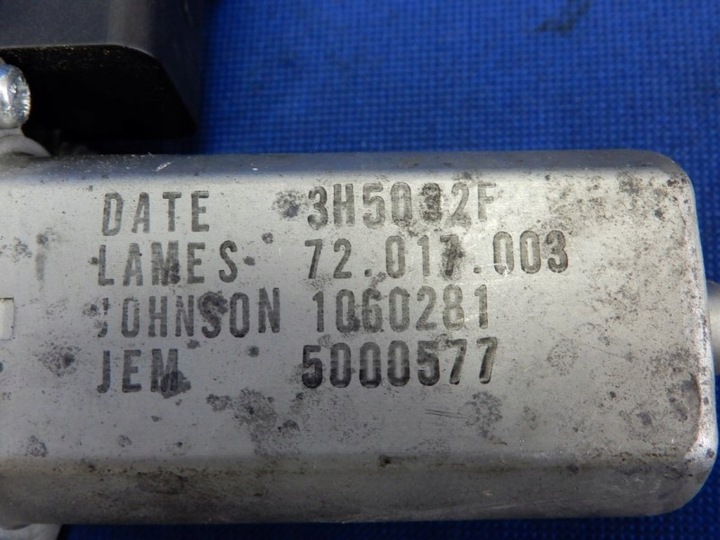 DATE 3H5032F
LAMES 72.017.003
JOHNSON 1060281
JEM 5000577